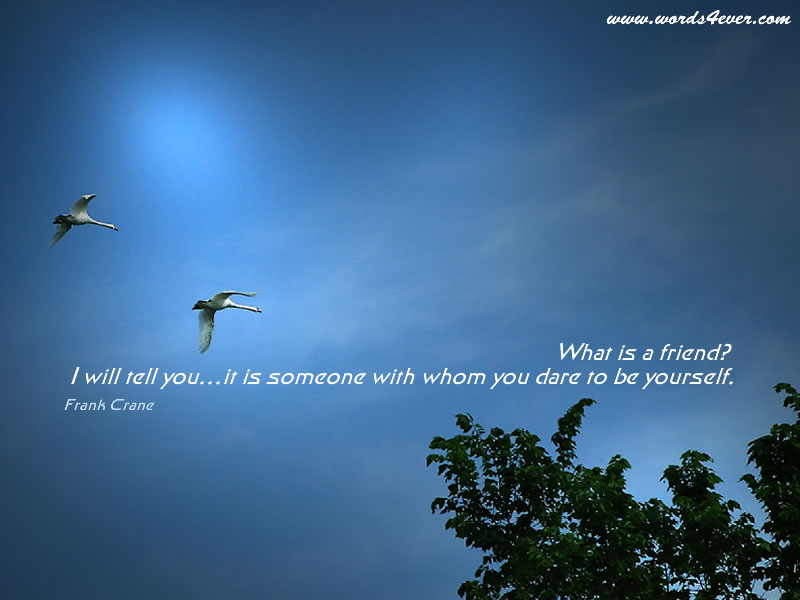 www.words4ever.com
What is a friend?
I will tell you...it is someone with whom you dare to be yourself.
Frank Crane